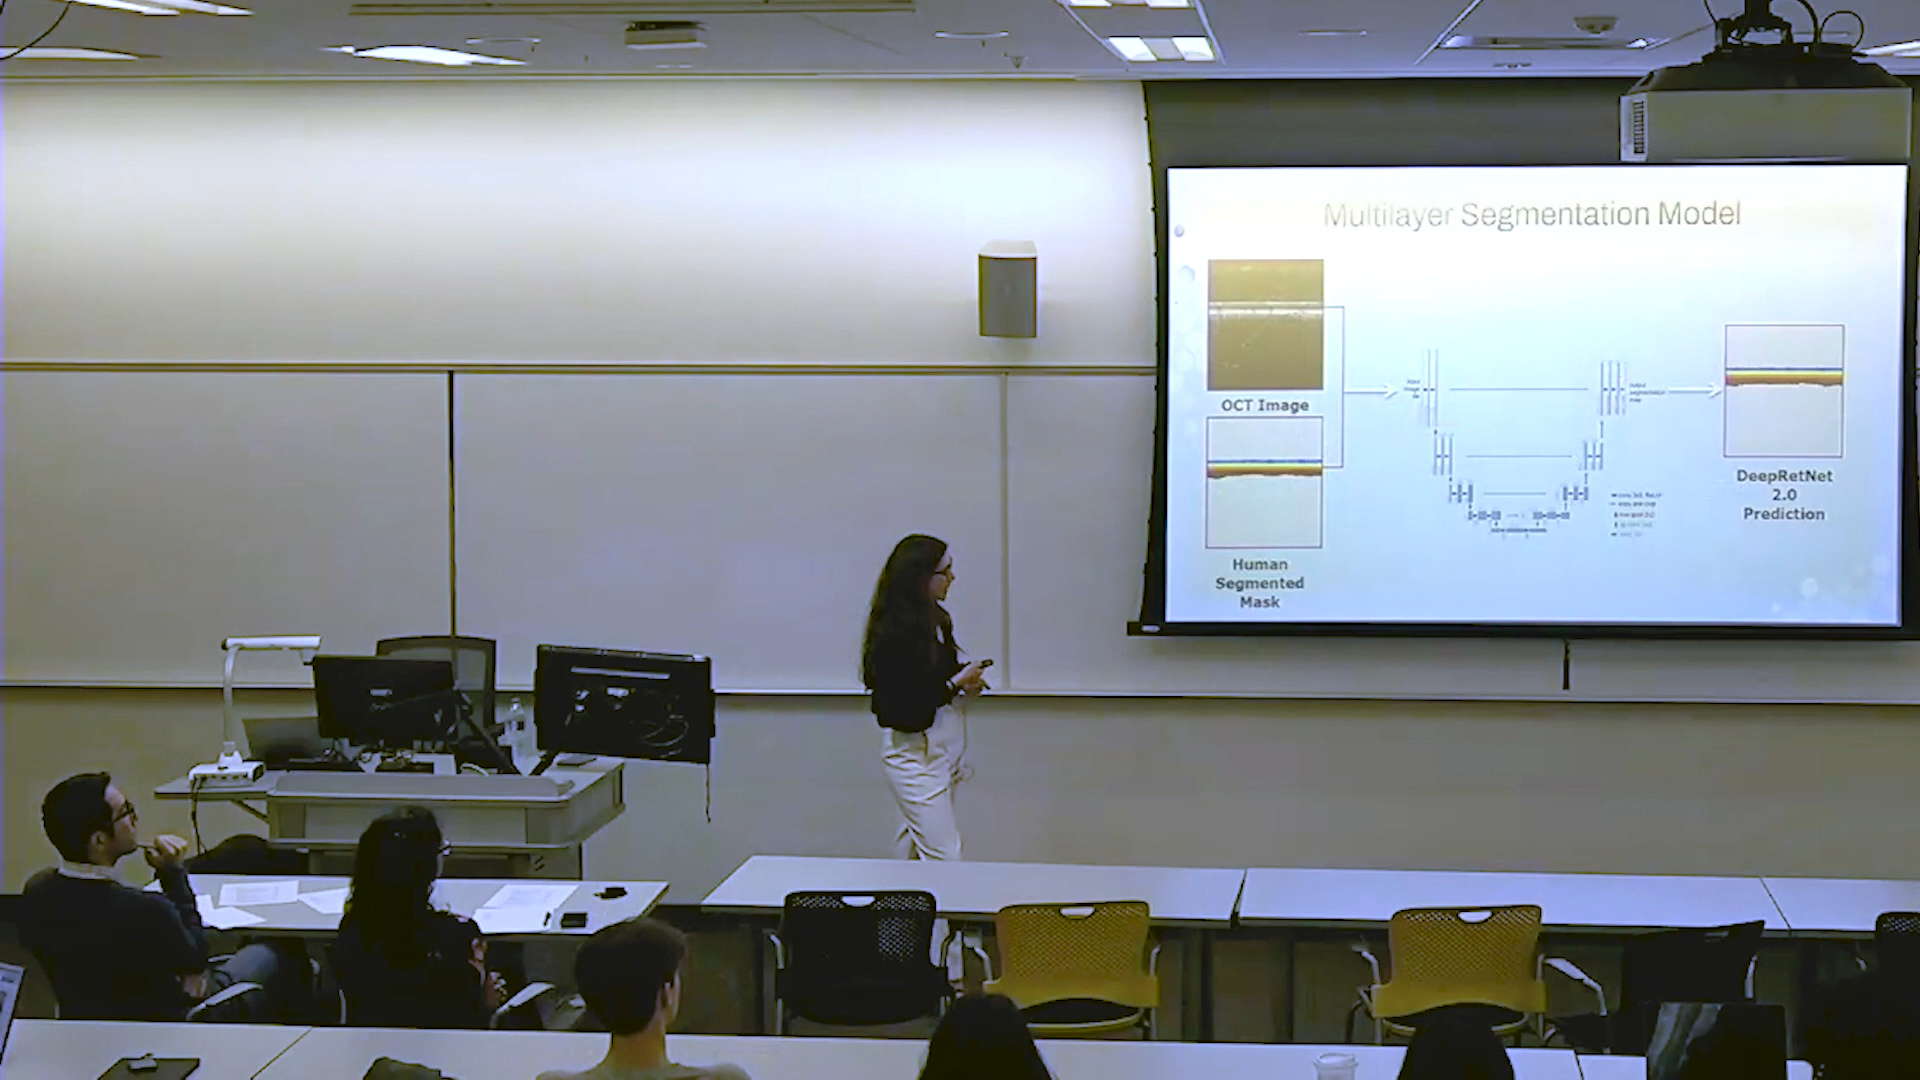 Multilayer Segmentation Model
OCT Image
Human
Segmented
Mask
DeepRetNet
2.0
Prediction